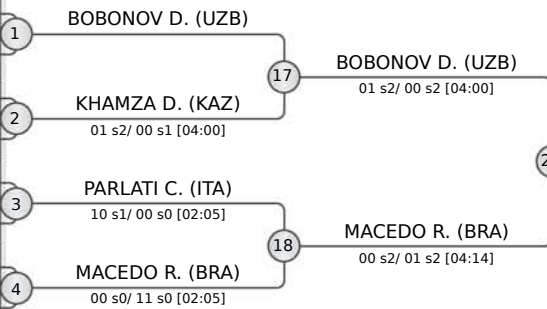 1
BOBONOV D. (UZB)
17
BOBONOV D. (UZB)
01 s2/ 00 s2 [04:00]
2
KHAMZA D. (KAZ)
01 s2/ 00 s1 [04:00]
3
PARLATI C. (ITA)
10 s1/ 00 s0 [02:05]
18
MACEDO R. (BRA)
00 s2/ 01 s2 [04:14]
4
MACEDO R. (BRA)
00 s0/ 11 s0 [02:05]